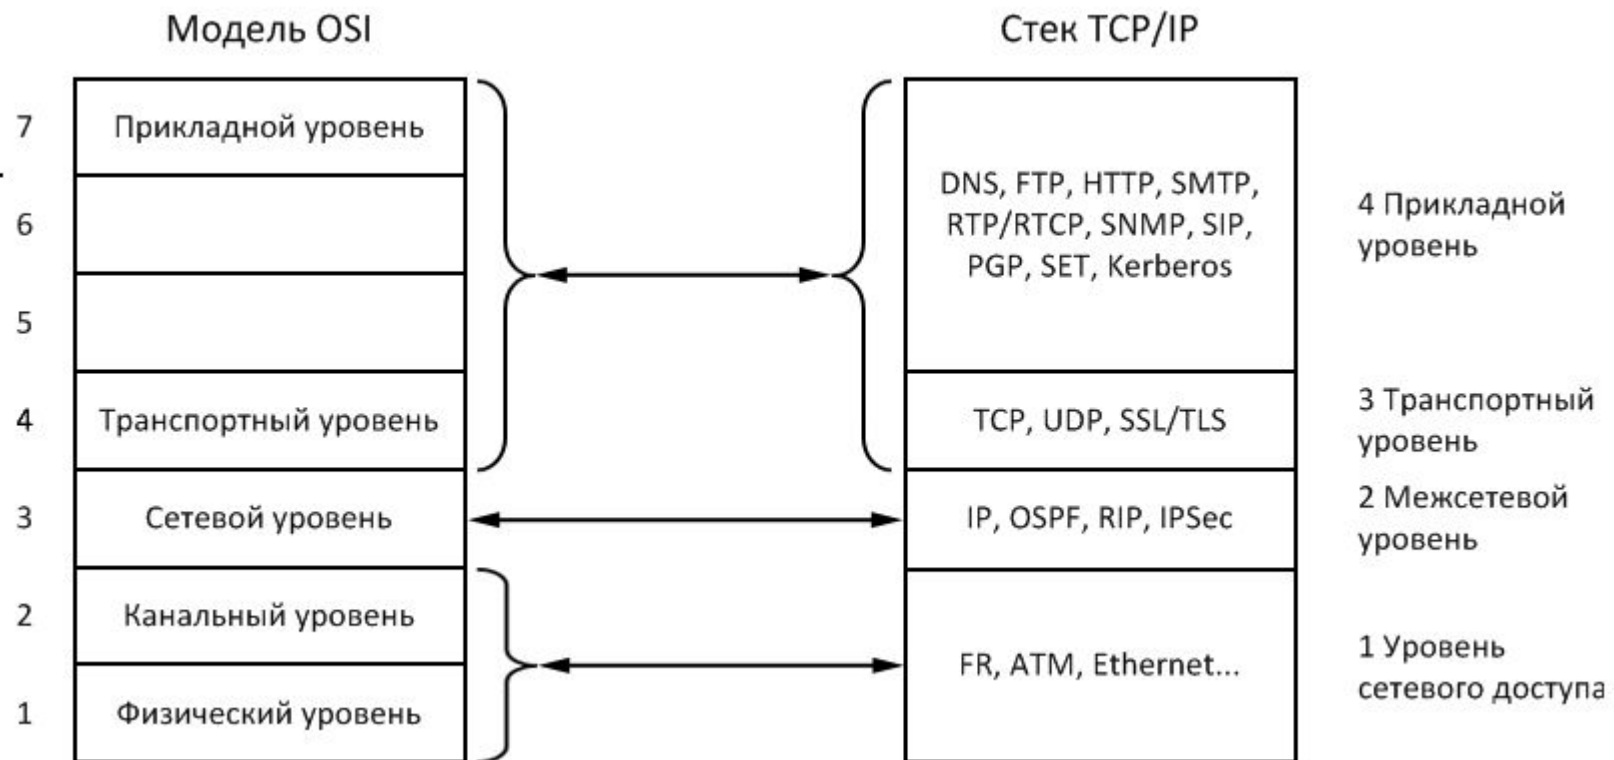 Модель OSI
Стек TCP/IP
7
Прикладной уровень
6
5
4
Транспортный уровень
3
Сетевой уровень
2
Канальный уровень
1
Физический уровень
DNS, FTP, HTTP, SMTP,
RTP/RTCP, SNMP, SIP,
PGP, SET, Kerberos
4 Прикладной
уровень
TCP, UDP, SSL/TLS
3 Транспортный
уровень
IP, OSPF, RIP, IPSec
2 Межсетевой
уровень
FR, ATM, Ethernet...
1 Уровень
сетевого доступа